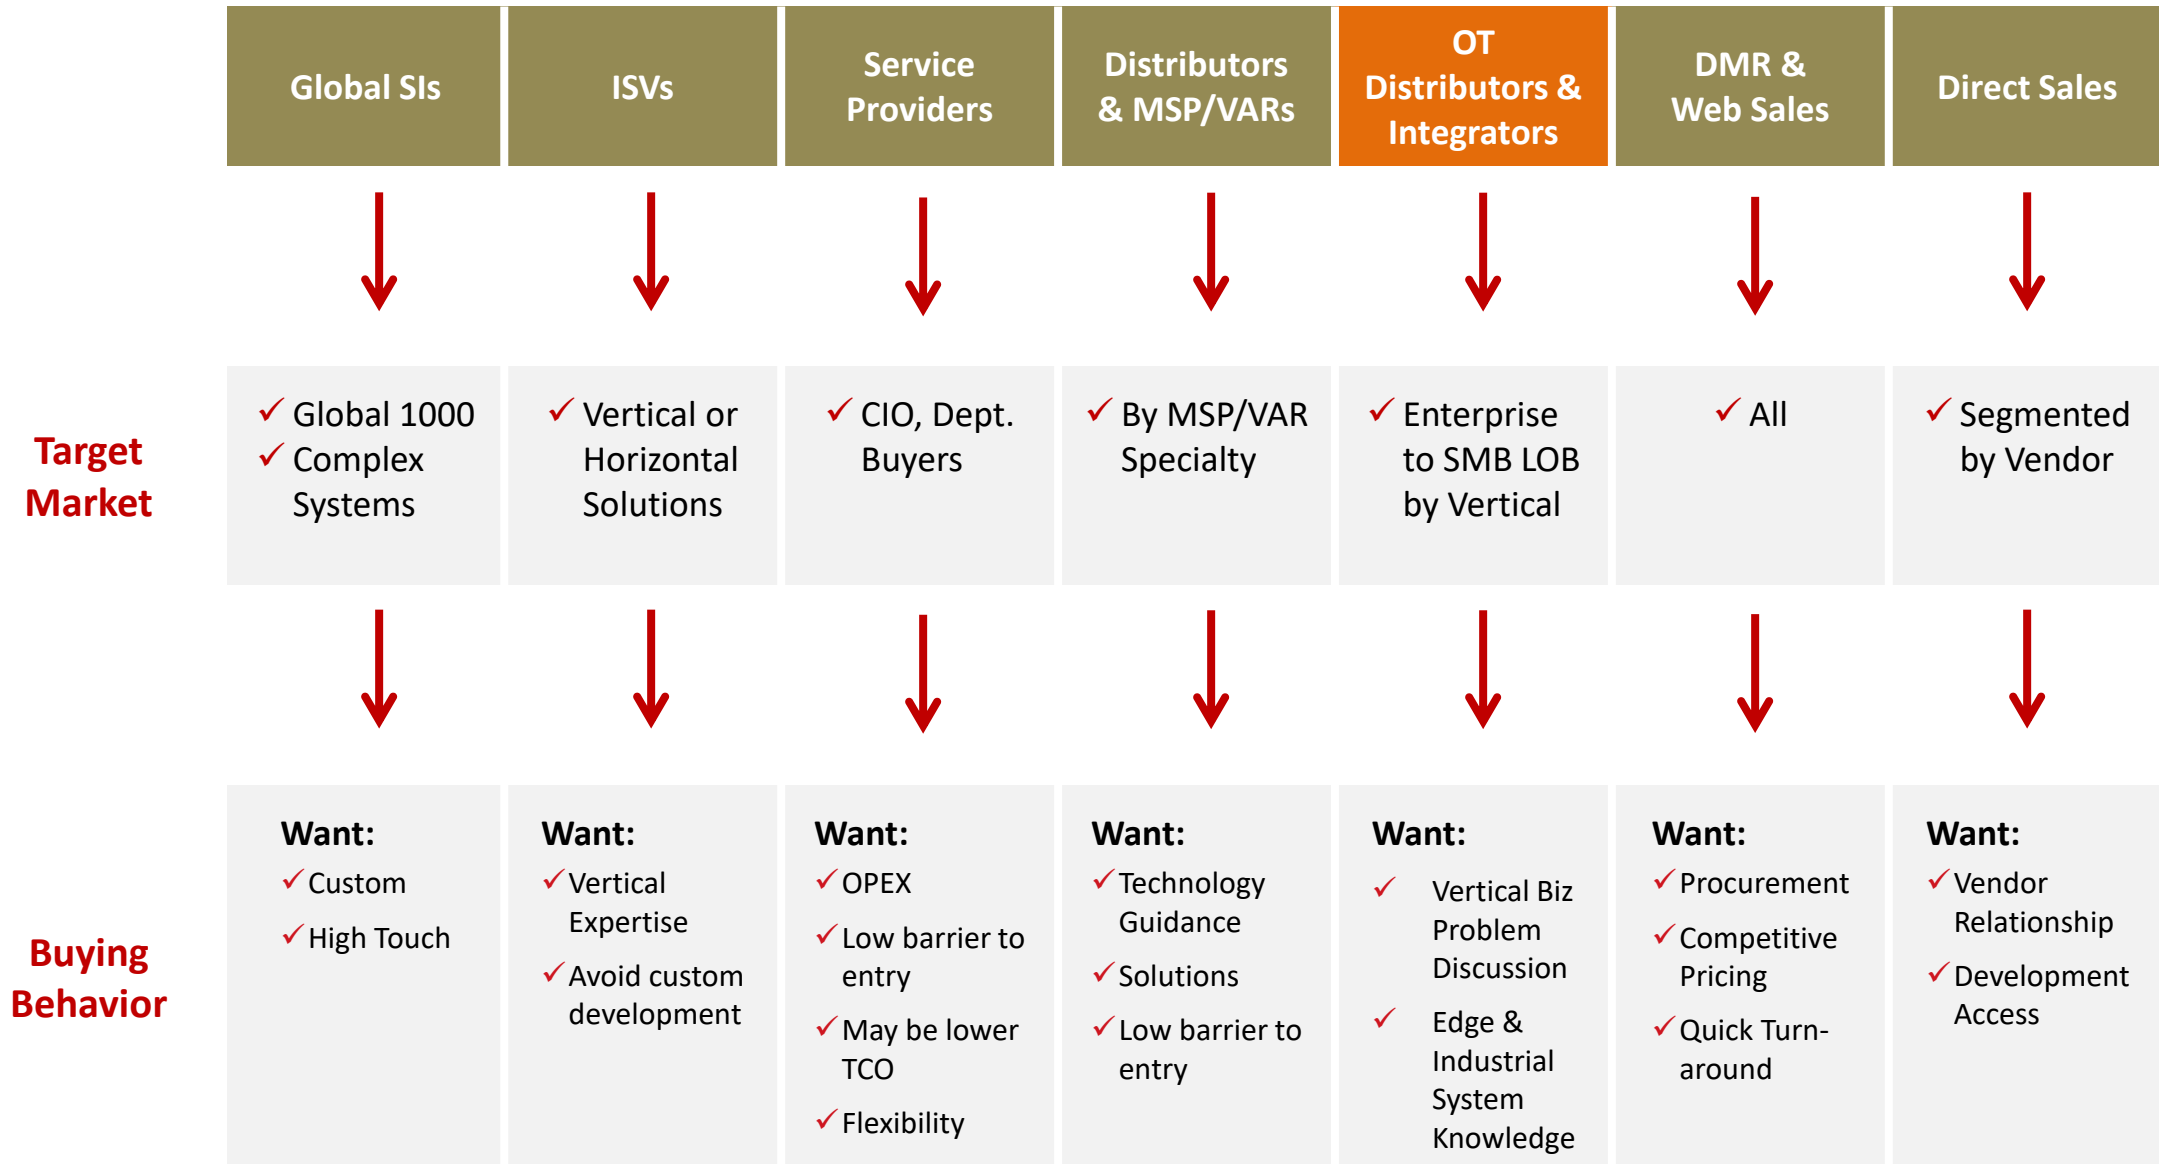 Global SIs
ISVs
Service
Providers
Distributors
& MSP/VARs
OT
Distributors &
Integrators
DMR &
Web Sales
Direct Sales
Target
Market
Global 1000
Complex
Systems
Vertical or
Horizontal
Solutions
CIO, Dept.
Buyers
By MSP/VAR
Specialty
Enterprise
to SMB LOB
by Vertical
All
Segmented
by Vendor
Buying
Behavior
Want:
Custom
High Touch
Want:
Vertical
Expertise
Avoid custom
development
Want:
OPEX
Low barrier to
entry
May be lower
TCO
Flexibility
Want:
Technology
Guidance
Solutions
Low barrier to
entry
Want:
Vertical Biz
Problem
Discussion
Edge &
Industrial
System
Knowledge
Want:
Procurement
Competitive
Pricing
Quick Turn-
around
Want:
Vendor
Relationship
Development
Access